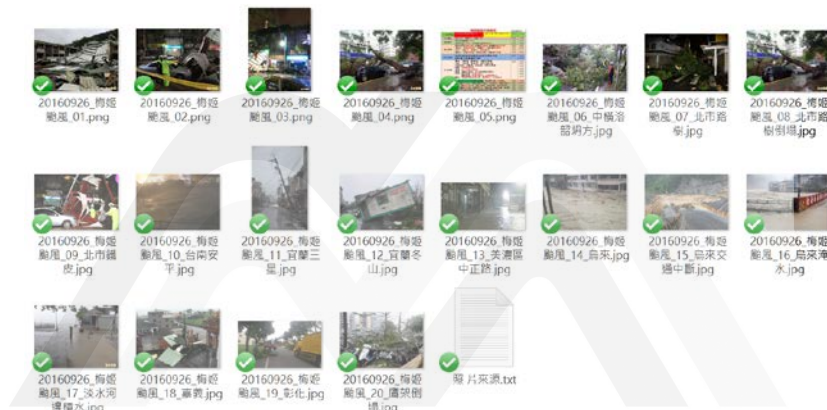 20160926_梅姬
颱風_01.png
20160926_梅姬
颱風_02.png
20160926_梅姬
颱風_03.png
20160926_梅姬
颱風_04.png
20160926_梅姬
颱風_05.png
20160926_梅姬
颱風_06_中橫洛
韶坍方.jpg
20160926_梅姬
颱風_07_北市路
樹.jpg
20160926_梅姬
颱風_08_北市路
樹倒塌.jpg
20160926_梅姬
颱風_09_北市鐵
皮.jpg
20160926_梅姬
颱風_10_台南安
平.jpg
20160926_梅姬
颱風_11_宜蘭三
星.jpg
20160926_梅姬
颱風_12_宜蘭冬
山.jpg
20160926_梅姬
颱風_13_美濃區
中正路.jpg
20160926_梅姬
颱風_14_烏來.jpg
20160926_梅姬
颱風_15_烏來交
通中斷.jpg
20160926_梅姬
颱風_16_烏來淹
水.jpg
20160926_梅姬
颱風_17_淡水河
邊積水.jpg
20160926_梅姬
颱風_18_嘉義.jpg
20160926_梅姬
颱風_19_彰化.jpg
20160926_梅姬
颱風_20_鷹架倒
塌.jpg
照片來源.txt